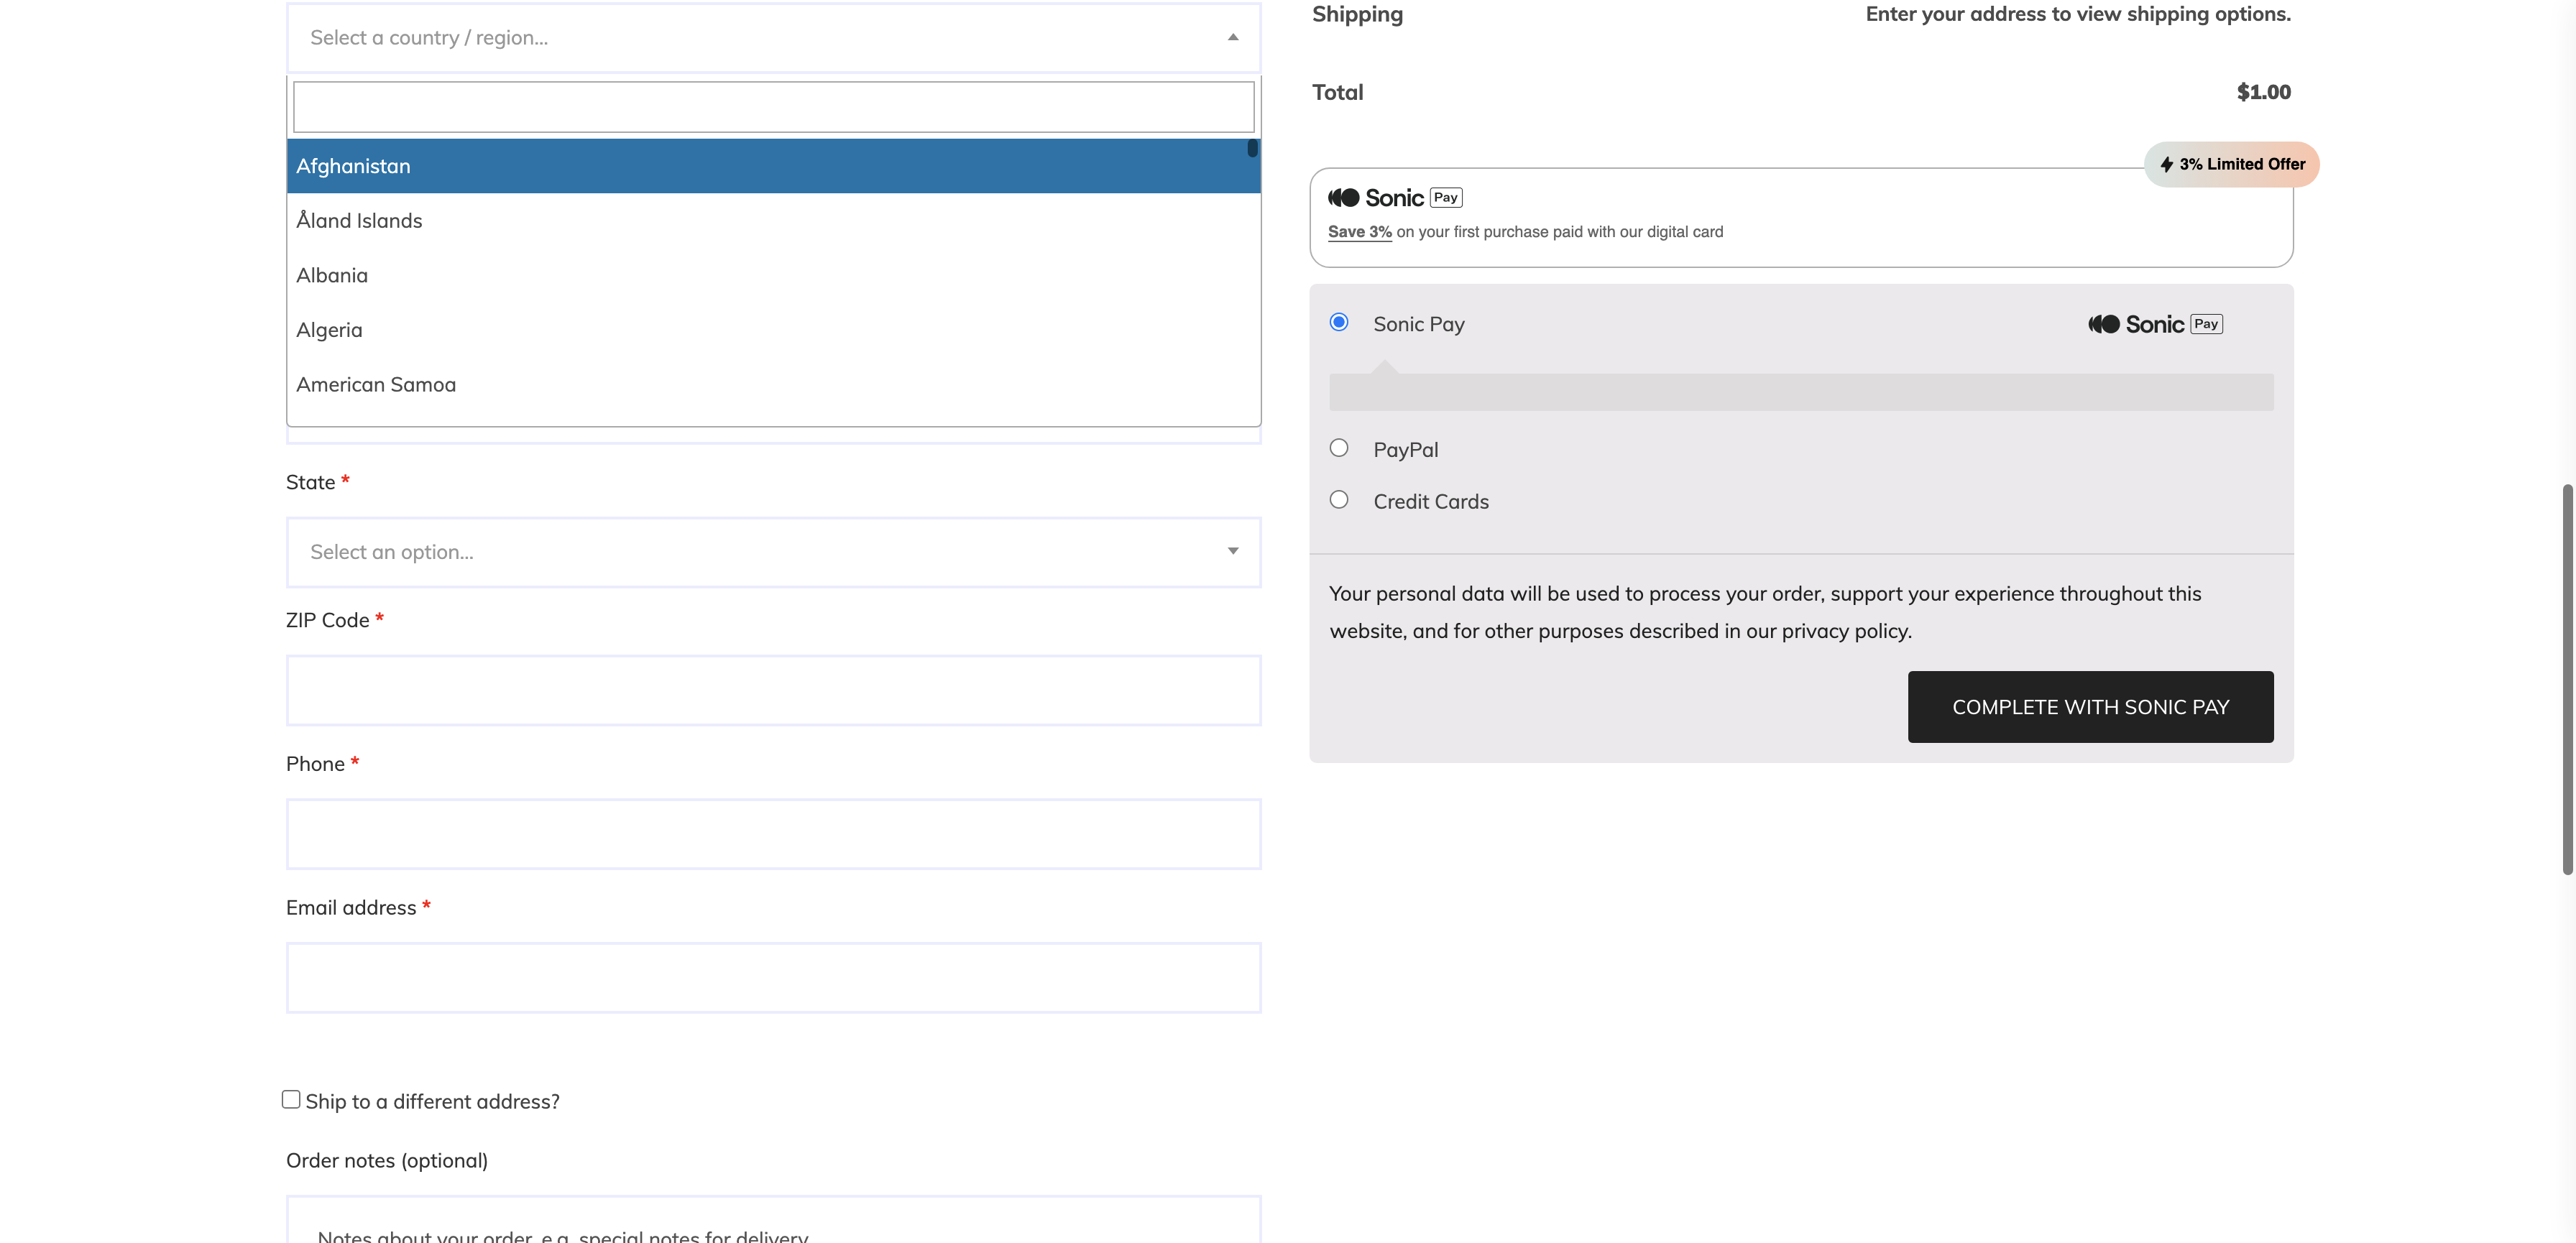 Select a country / region...
Afghanistan
Åland Islands
Albania
Algeria
American Samoa
State *
Select an option...
ZIP Code *
Phone *
Email address *
Ship to a different address?
Order notes (optional)
Notes about your order, e.g. special notes for delivery.
Shipping Enter your address to view shipping options.
Total $1.00
3% Limited Offer
Sonic Pay
Save 3% on your first purchase paid with our digital card
Sonic Pay Sonic Pay
PayPal
Credit Cards
Your personal data will be used to process your order, support your experience throughout this
website, and for other purposes described in our privacy policy.
COMPLETE WITH SONIC PAY